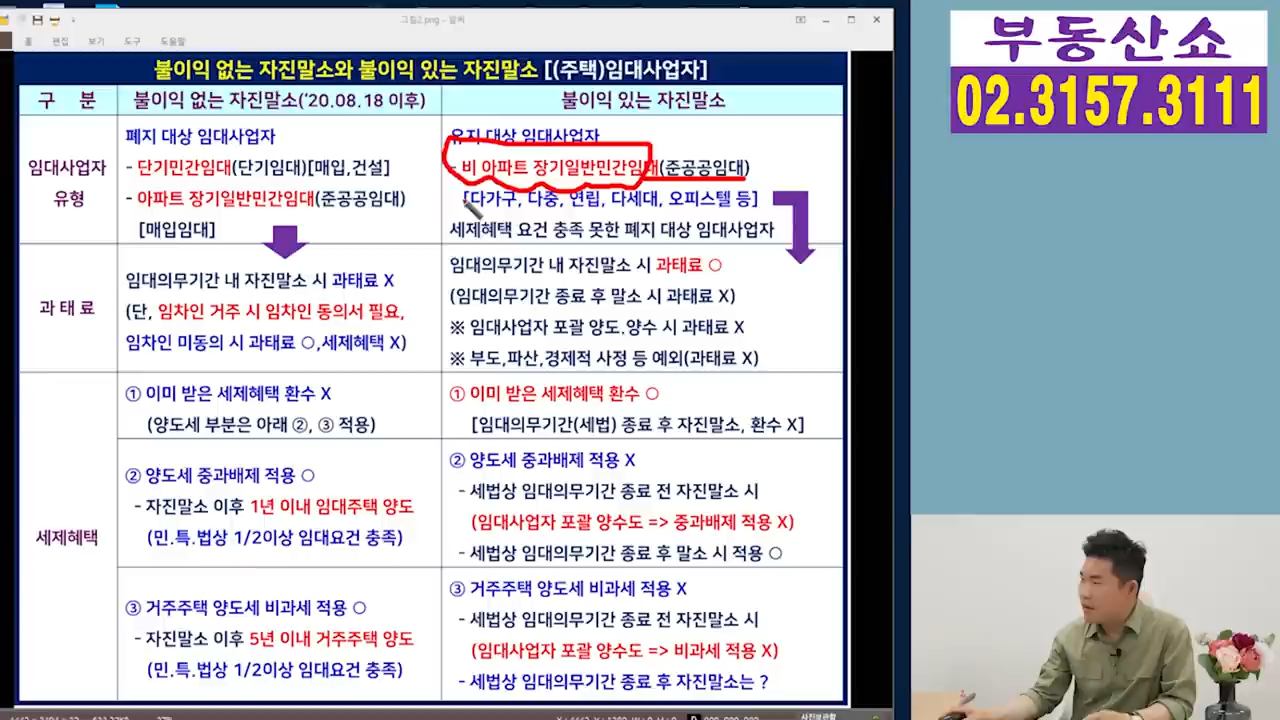 그림2.png - 알씨
홈 편집 보기 도구 도움말
부동산쇼
02.3157.3111
불이익 없는 자진말소와 불이익 있는 자진말소 [(주택)임대사업자]
구 분
불이익 없는 자진말소('20.08.18 이후)
불이익 있는 자진말소
임대사업자
유형
폐지 대상 임대사업자
- 단기민간임대(단기임대)[매입,건설]
- 아파트 장기일반민간임대(준공공임대)
[매입임대]
유지 대상 임대사업자
- 비 아파트 장기일반민간임대(준공공임대)
[다가구, 다중, 연립, 다세대, 오피스텔 등]
세제혜택 요건 충족 못한 폐지 대상 임대사업자
과 태 료
임대의무기간 내 자진말소 시 과태료 X
(단, 임차인 거주 시 임차인 동의서 필요,
임차인 미동의 시 과태료 ○,세제혜택 X)
임대의무기간 내 자진말소 시 과태료 ○
(임대의무기간 종료 후 말소 시 과태료 X)
※ 임대사업자 포괄 양도.양수 시 과태료 X
※ 부도,파산,경제적 사정 등 예외(과태료 X)
세제혜택
① 이미 받은 세제혜택 환수 X
(양도세 부분은 아래 ②, ③ 적용)
① 이미 받은 세제혜택 환수 ○
[임대의무기간(세법) 종료 후 자진말소, 환수 X]
② 양도세 중과배제 적용 ○
- 자진말소 이후 1년 이내 임대주택 양도
(민.특.법상 1/2이상 임대요건 충족)
② 양도세 중과배제 적용 X
- 세법상 임대의무기간 종료 전 자진말소 시
(임대사업자 포괄 양수도 => 중과배제 적용 X)
- 세법상 임대의무기간 종료 후 말소 시 적용 ○
③ 거주주택 양도세 비과세 적용 ○
- 자진말소 이후 5년 이내 거주주택 양도
(민.특.법상 1/2이상 임대요건 충족)
③ 거주주택 양도세 비과세 적용 X
- 세법상 임대의무기간 종료 전 자진말소 시
(임대사업자 포괄 양수도 => 비과세 적용 X)
- 세법상 임대의무기간 종료 후 자진말소는 ?